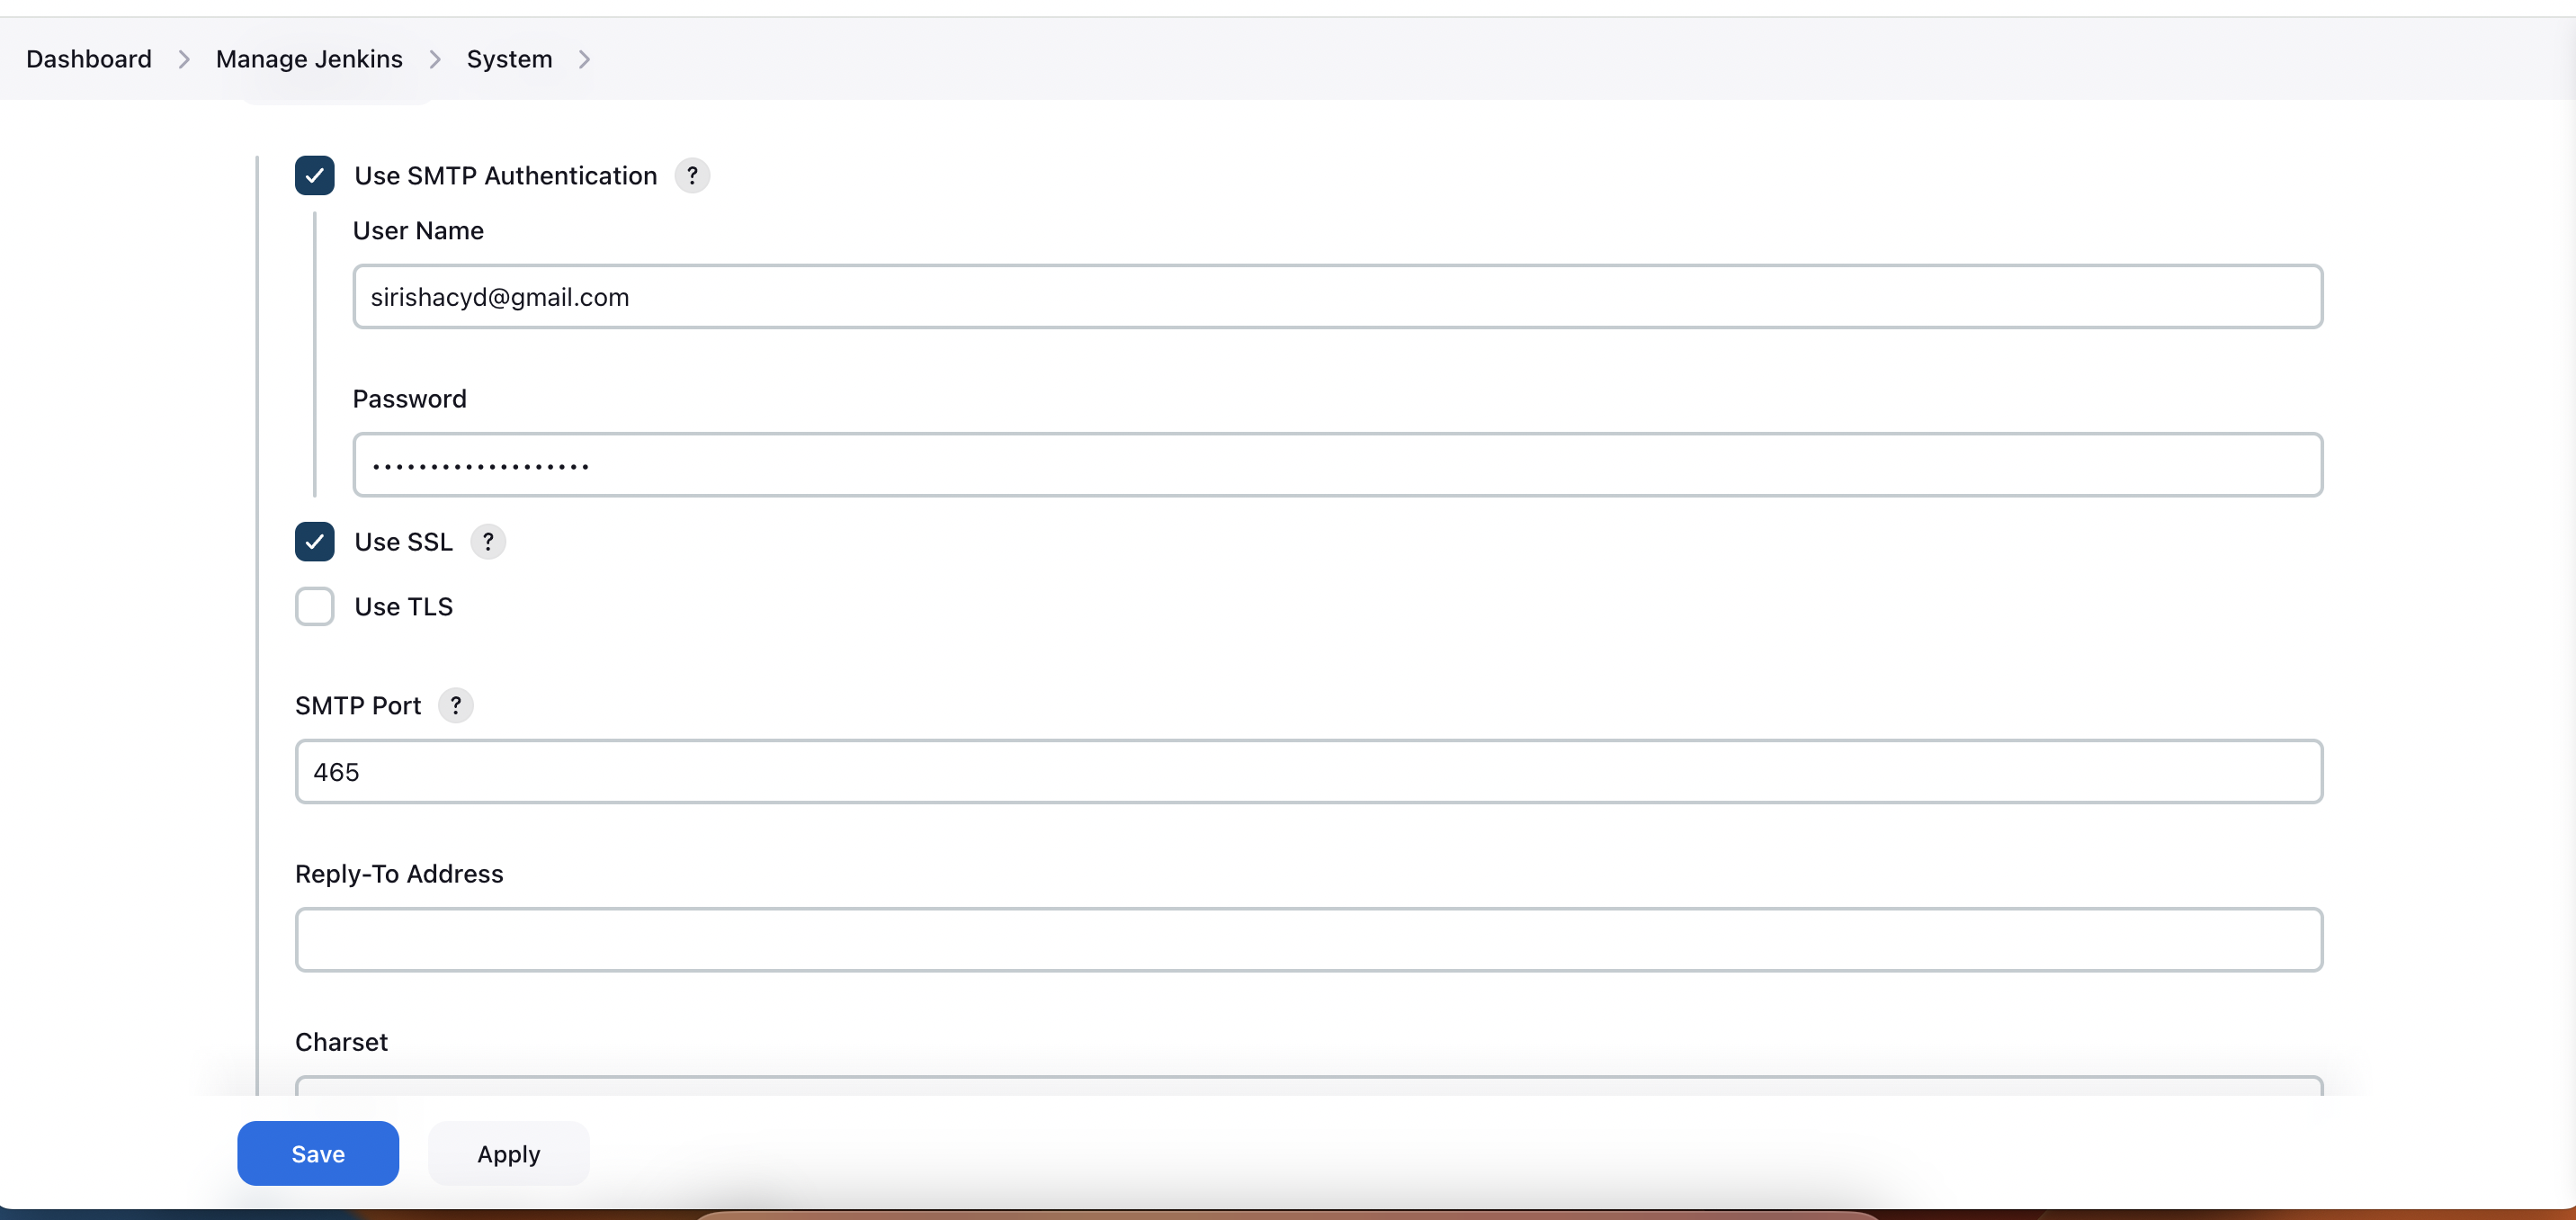 Dashboard > Manage Jenkins > System >
Use SMTP Authentication ?
User Name
sirishacyd@gmail.com
Password
•••••••••••••••••••
Use SSL ?
Use TLS
SMTP Port ?
465
Reply-To Address
Charset
Save Apply